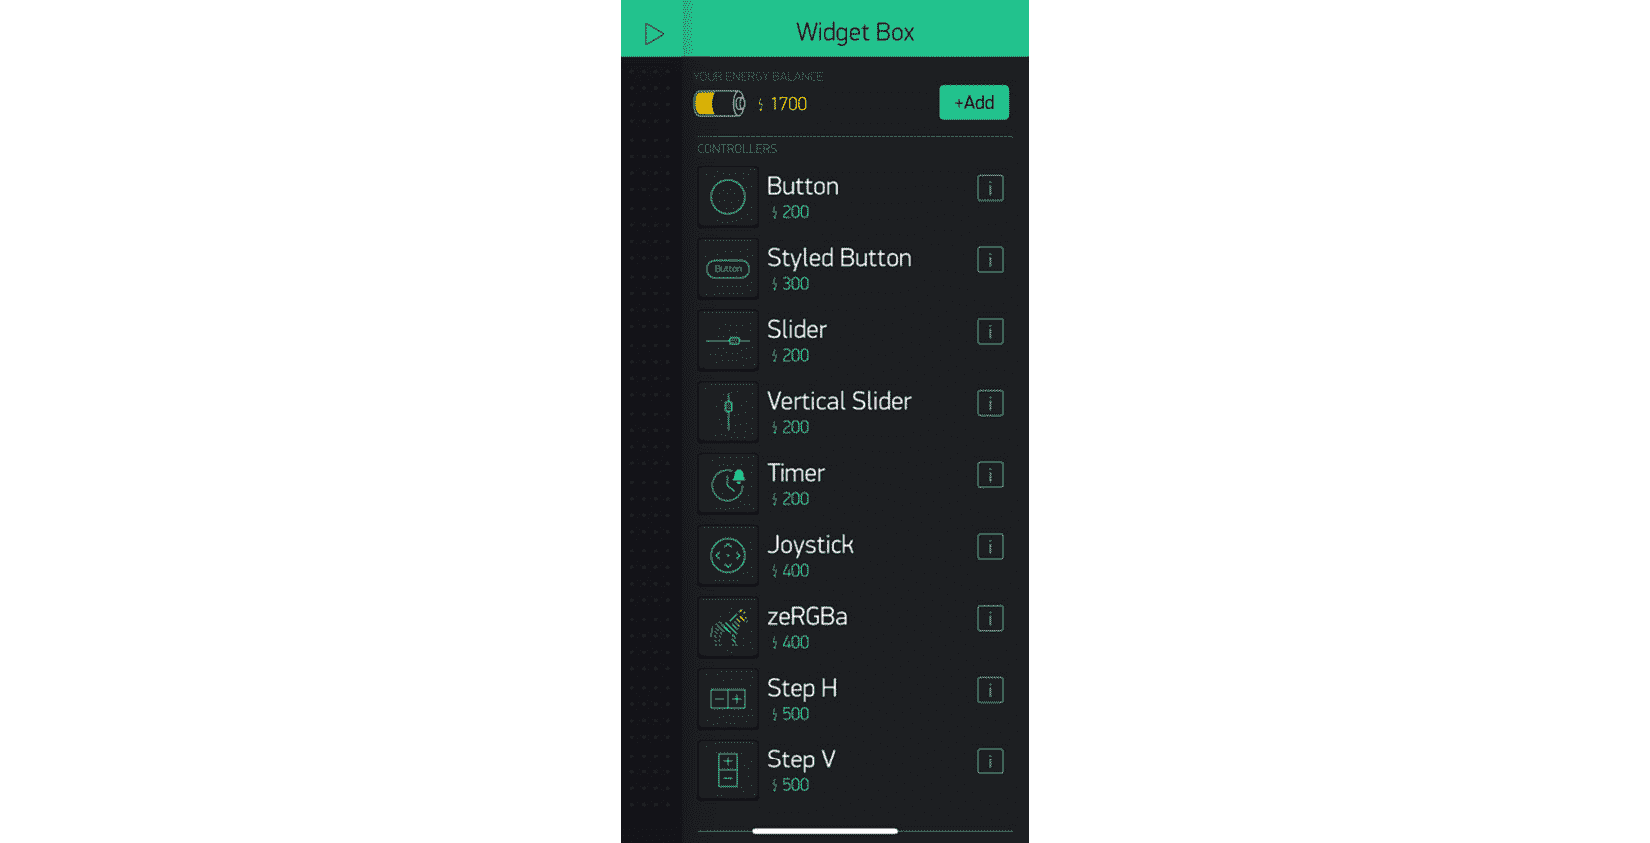 Widget Box
YOUR ENERGY BALANCE
1700
+Add
CONTROLLERS
Button
200
i
Button
Styled Button
300
i
Slider
200
i
Vertical Slider
200
i
Timer
200
i
Joystick
400
i
zeRGBa
400
i
Step H
500
i
Step V
500
i